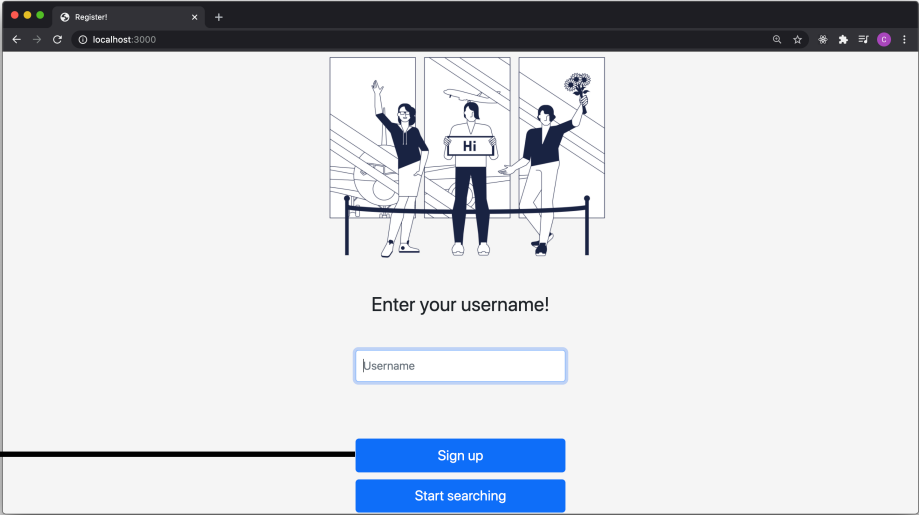 Register!
localhost:3000
C
Hi
Enter your username!
Username
Sign up
Start searching